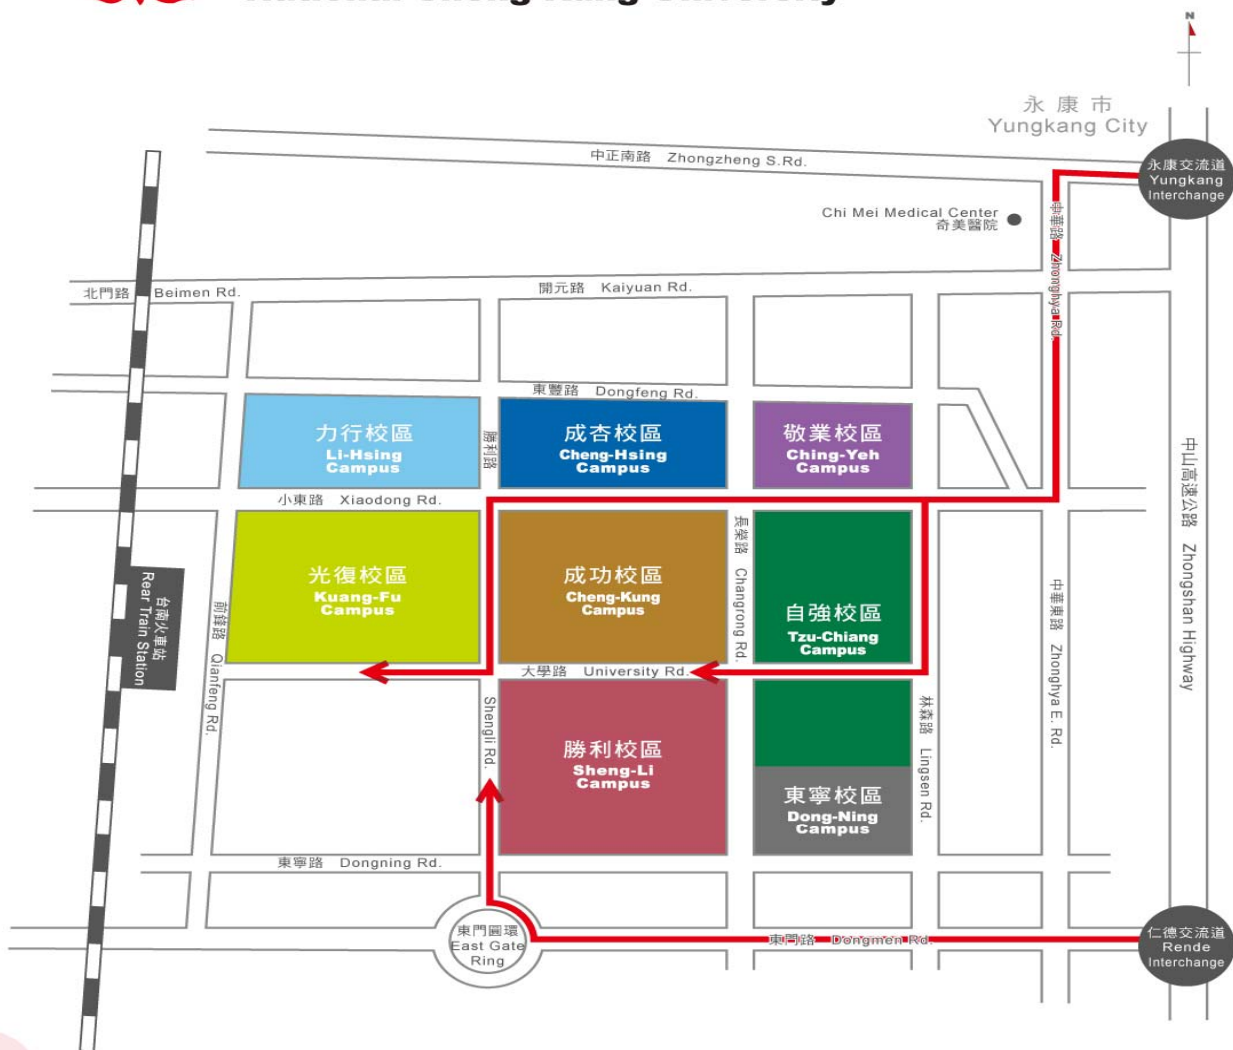 N
永康市
Yungkang City
中正南路 Zhongzheng S.Rd.
永康交流道
Yungkang
Interchange
Chi Mei Medical Center
奇美醫院
中華路 Zhonghya Rd.
北門路 Beimen Rd.
開元路 Kaiyuan Rd.
東豐路 Dongfeng Rd.
力行校區
Li-Hsing
Campus
勝利路
成杏校區
Cheng-Hsing
Campus
敬業校區
Ching-Yeh
Campus
中山高速公路 Zhongshan Highway
小東路 Xiaodong Rd.
光復校區
Kuang-Fu
Campus
成功校區
Cheng-Kung
Campus
長榮路 Changrong Rd.
自強校區
Tzu-Chiang
Campus
台南火車站
Rear Train Station
前鋒路 Qianfeng Rd.
中華東路 Zhonghya E. Rd.
大學路 University Rd.
Shengli Rd.
勝利校區
Sheng-Li
Campus
林森路 Lingsen Rd.
東寧校區
Dong-Ning
Campus
東寧路 Dongning Rd.
東門圓環
East Gate
Ring
東門路 Dongmen Rd.
仁德交流道
Rende
Interchange